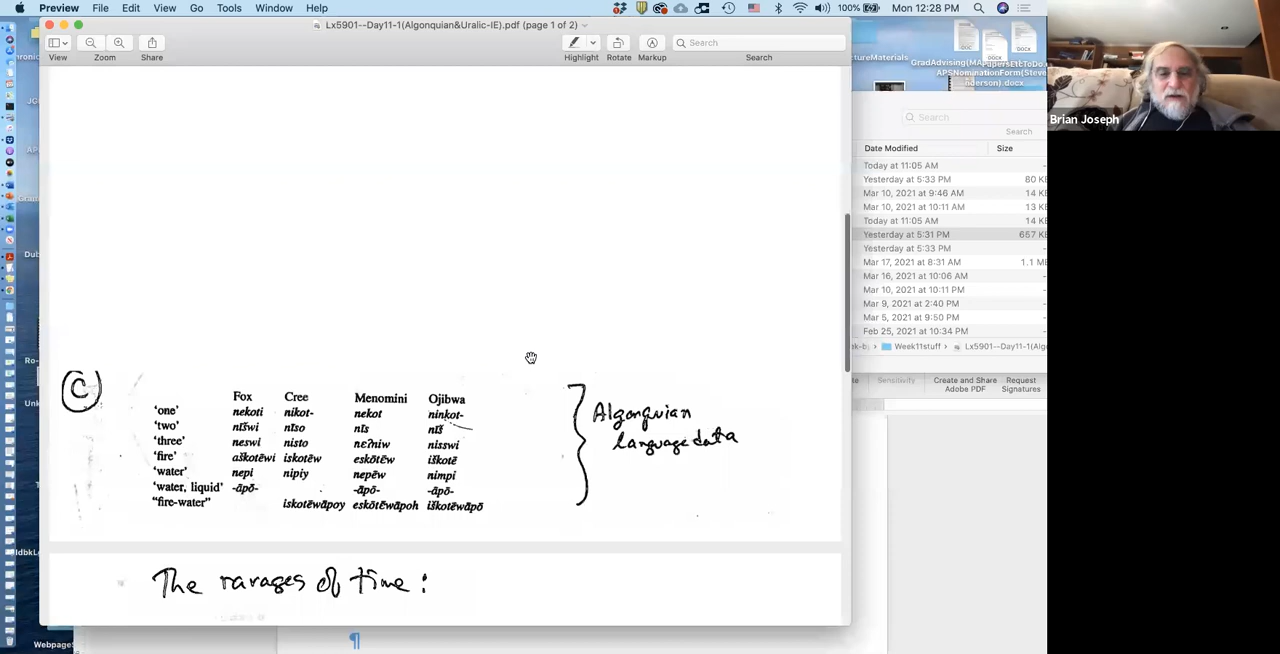 Preview File Edit View Go Tools Window Help 100% Mon 12:28 PM
Lx5901--Day11-1(Algonquian&Uralic-IE).pdf (page 1 of 2)
Search
View Zoom Share Highlight Rotate Markup Search
Brian Joseph
Search
Search
Date Modified Size
Today at 11:05 AM
Yesterday at 5:33 PM 80 K
Mar 10, 2021 at 9:46 AM 14 K
Mar 10, 2021 at 10:11 AM 13 K
Today at 11:05 AM 14 K
Yesterday at 5:31 PM 657 K
Yesterday at 5:33 PM
Mar 17, 2021 at 8:31 AM 1.1 M
Mar 16, 2021 at 10:06 AM
Mar 10, 2021 at 10:11 PM
Mar 9, 2021 at 2:40 PM
Mar 5, 2021 at 9:50 PM
Feb 25, 2021 at 10:34 PM
Week11stuff › Lx5901--Day11-1(Algo
Sensitivity Create and Share Adobe PDF Request Signatures
C
Fox Cree Menomini Ojibwa
'one' nekoti nikot- nekot ninkot-
'two' nīšwi nīso nīs nīš
'three' neswi nisto nɛʔniw nisswi
'fire' aškotēwi iskotēw eskōtēw iškotē
'water' nepi nipiy nepēw nimpi
'water, liquid' -āpō- -āpō- -āpō-
"fire-water" iskotēwāpoy eskōtēwāpoh iškotēwāpō
Algonquian
language data
The ravages of time: